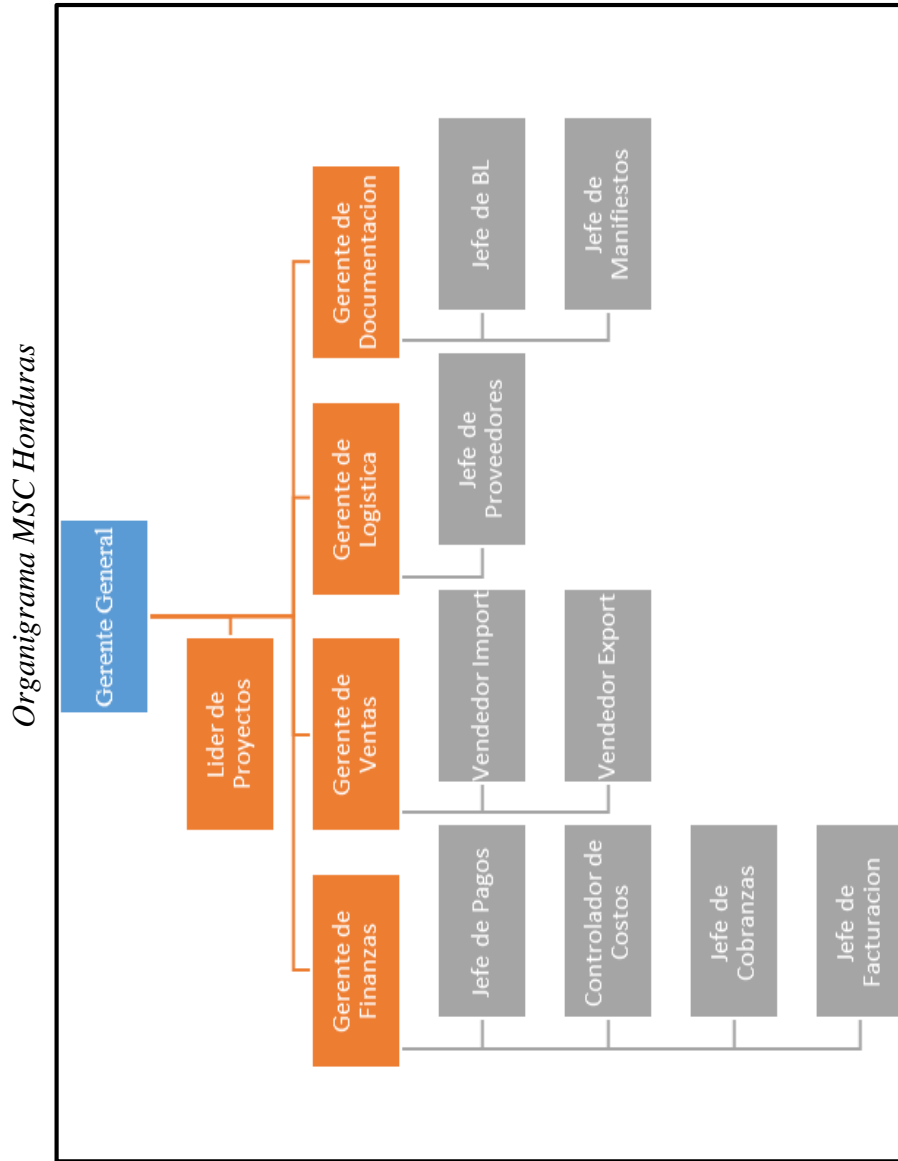 Organigrama MSC Honduras
Gerente General
Lider de
Proyectos
Gerente de
Finanzas
Gerente de
Ventas
Gerente de
Logistica
Gerente de
Documentacion
Jefe de Pagos
Controlador de
Costos
Jefe de
Cobranzas
Jefe de
Facturacion
Vendedor Import
Vendedor Export
Jefe de
Proveedores
Jefe de BL
Jefe de
Manifiestos